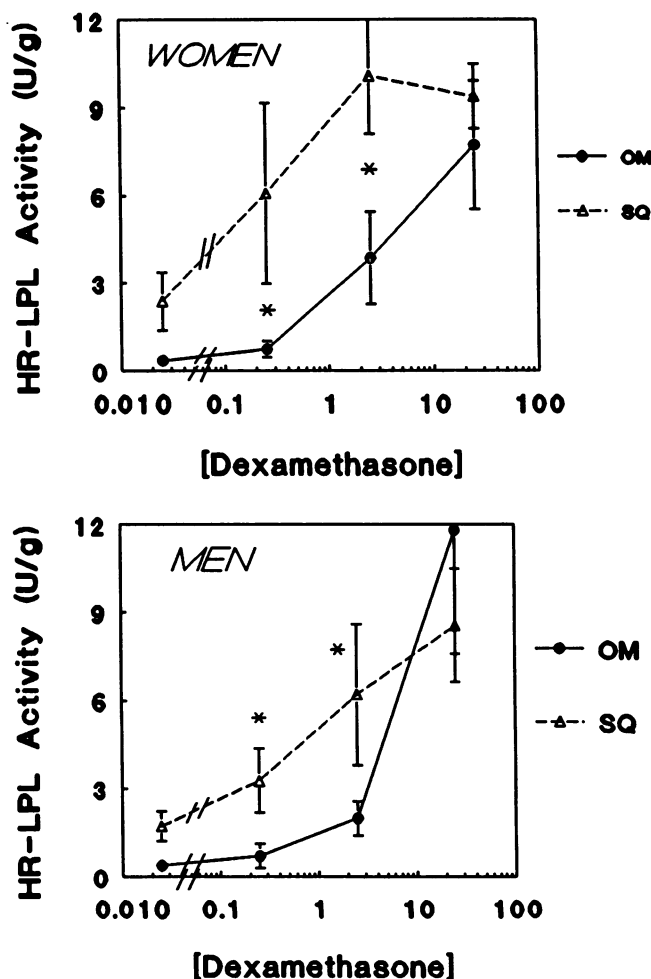 WOMEN
HR-LPL Activity (U/g)
12
9
6
3
0
*
*
OM
SQ
0.010 0.1 1 10 100
[Dexamethasone]
MEN
HR-LPL Activity (U/g)
12
9
6
3
0
*
*
OM
SQ
0.010 0.1 1 10 100
[Dexamethasone]